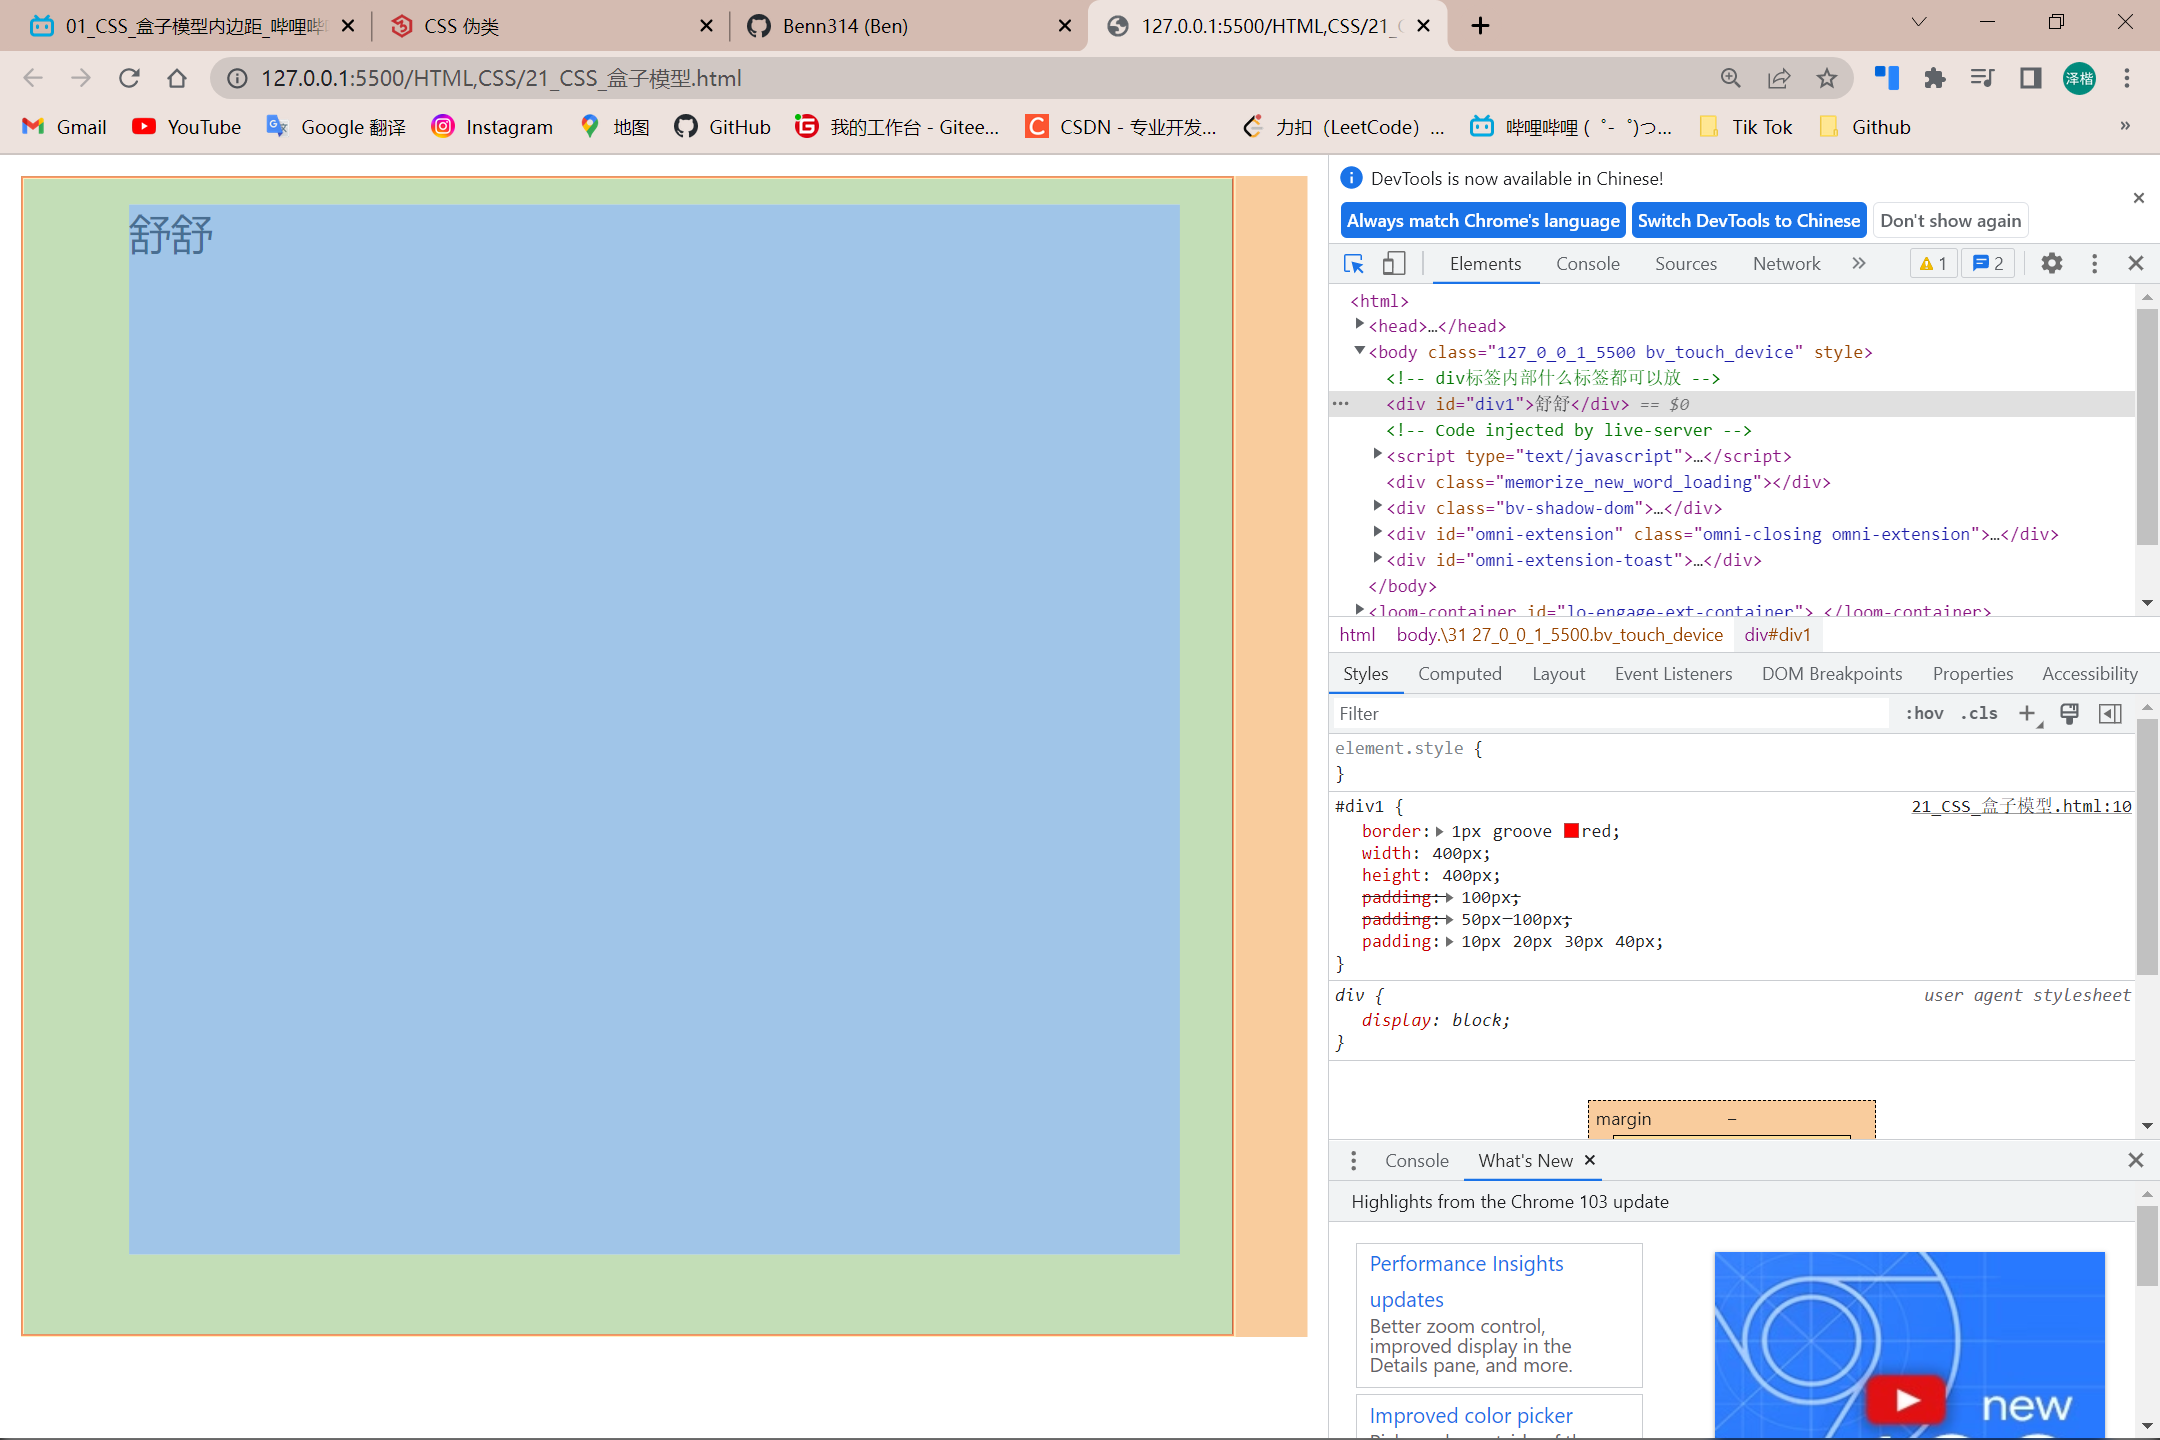 01_CSS_盒子模型内边距_哔哩哔
CSS 伪类
Benn314 (Ben)
127.0.0.1:5500/HTML,CSS/21_
127.0.0.1:5500/HTML,CSS/21_CSS_盒子模型.html
泽楷
Gmail
YouTube
Google 翻译
Instagram
地图
GitHub
我的工作台 - Gitee...
CSDN - 专业开发...
力扣（LeetCode）...
哔哩哔哩 ( ゜- ゜)つ...
Tik Tok
Github
»
舒舒
DevTools is now available in Chinese!
Always match Chrome's language
Switch DevTools to Chinese
Don't show again
Elements
Console
Sources
Network
1
2
<html>
<head>…</head>
<body class="127_0_0_1_5500 bv_touch_device" style>
<!-- div标签内部什么标签都可以放 -->
<div id="div1">舒舒</div> == $0
<!-- Code injected by live-server -->
<script type="text/javascript">…</script>
<div class="memorize_new_word_loading"></div>
<div class="bv-shadow-dom">…</div>
<div id="omni-extension" class="omni-closing omni-extension">…</div>
<div id="omni-extension-toast">…</div>
</body>
<loom-container id="lo-engage-ext-container"> </loom-container>
html
body.\31 27_0_0_1_5500.bv_touch_device
div#div1
Styles
Computed
Layout
Event Listeners
DOM Breakpoints
Properties
Accessibility
Filter
:hov
.cls
element.style {
}
#div1 {
21_CSS_盒子模型.html:10
border: 1px groove red;
width: 400px;
height: 400px;
padding: 100px;
padding: 50px 100px;
padding: 10px 20px 30px 40px;
}
div {
user agent stylesheet
display: block;
}
margin
–
Console
What's New
Highlights from the Chrome 103 update
Performance Insights
updates
Better zoom control,
improved display in the
Details pane, and more.
Improved color picker
new